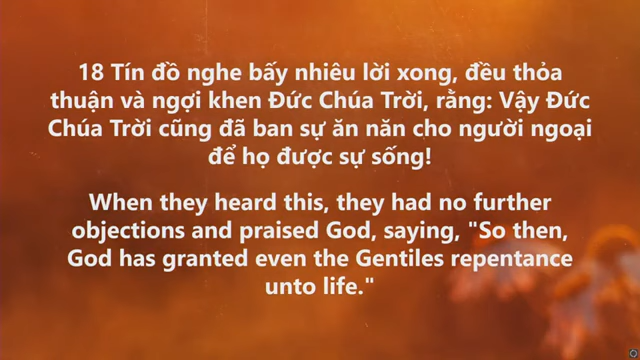 18 Tín đồ nghe bấy nhiêu lời xong, đều thỏa
thuận và ngợi khen Đức Chúa Trời, rằng: Vậy Đức
Chúa Trời cũng đã ban sự ăn năn cho người ngoại
để họ được sự sống!
When they heard this, they had no further
objections and praised God, saying, "So then,
God has granted even the Gentiles repentance
unto life."